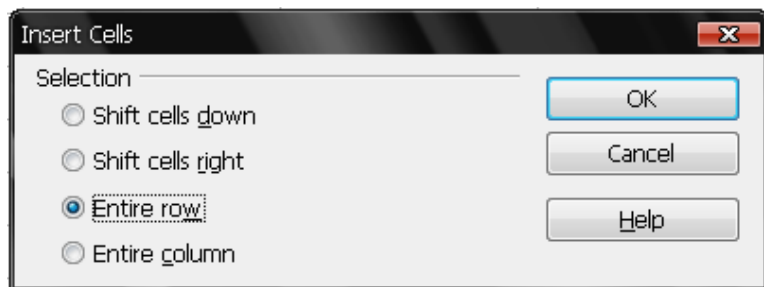 Insert Cells
Selection
Shift cells down
Shift cells right
Entire row
Entire column
OK
Cancel
Help